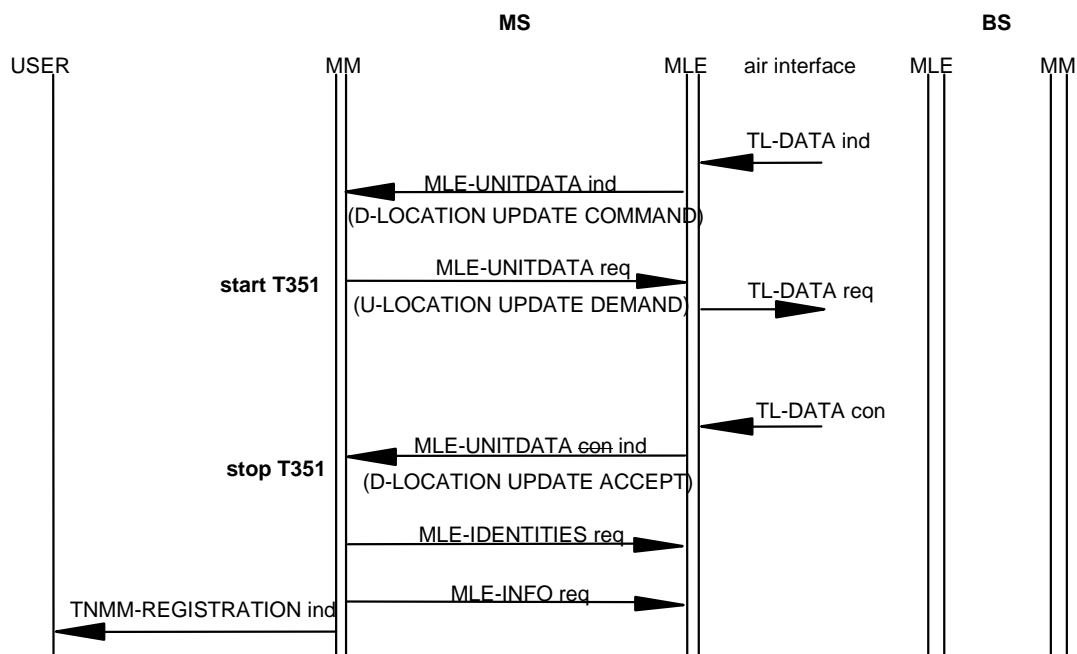 MS BS
USER MM MLE air interface MLE MM
TL-DATA ind
MLE-UNITDATA ind
(D-LOCATION UPDATE COMMAND)
MLE-UNITDATA req
start T351
(U-LOCATION UPDATE DEMAND)
TL-DATA req
TL-DATA con
MLE-UNITDATA con ind
stop T351
(D-LOCATION UPDATE ACCEPT)
MLE-IDENTITIES req
MLE-INFO req
TNMM-REGISTRATION ind